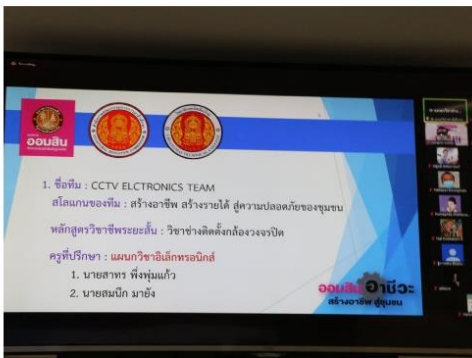 ออมสิน
1. ชื่อทีม : CCTV ELCTRONICS TEAM
สโลแกนของทีม : สร้างอาชีพ สร้างรายได้ สู่ความปลอดภัยของชุมชน
หลักสูตรวิชาชีพระยะสั้น : วิชาช่างติดตั้งกล้องวงจรปิด
ครูที่ปรึกษา : แผนกวิชาอิเล็กทรอนิกส์
1. นายสาทร พึ่งพุ่มแก้ว
2. นายสมนึก มายัง
ออมสิน อาชีวะ
สร้างอาชีพ สู่ชุมชน